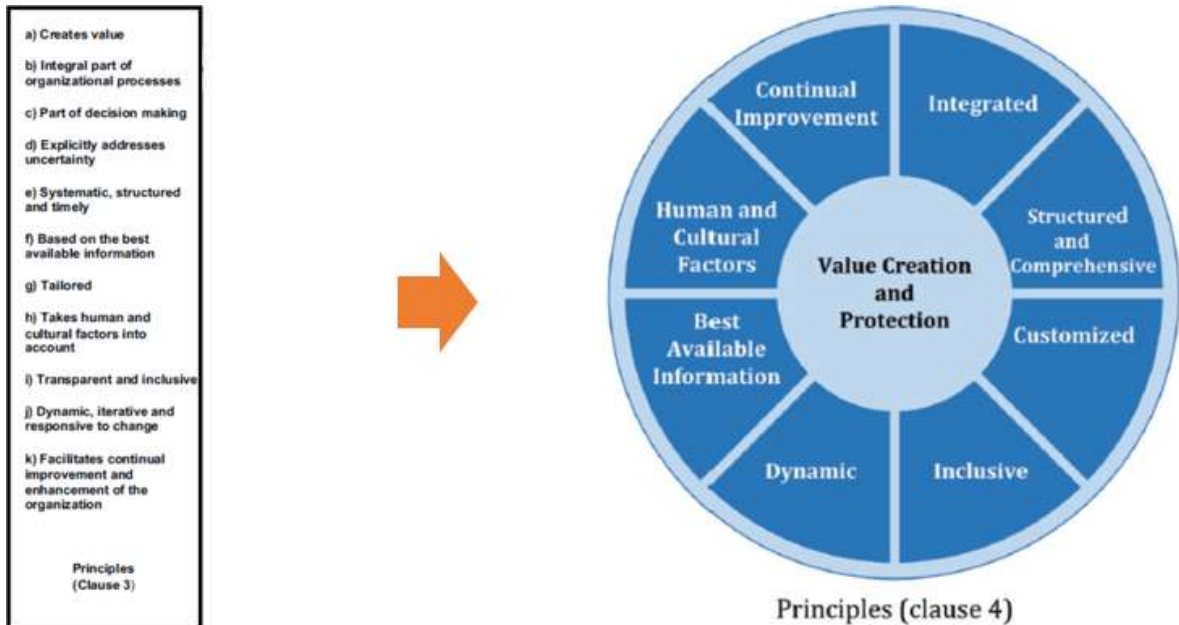 a) Creates value
b) Integral part of
organizational processes
c) Part of decision making
d) Explicitly addresses
uncertainty
e) Systematic, structured
and timely
f) Based on the best
available information
g) Tailored
h) Takes human and
cultural factors into
account
i) Transparent and inclusive
j) Dynamic, iterative and
responsive to change
k) Facilitates continual
improvement and
enhancement of the
organization
Principles
(Clause 3)
Continual
Improvement
Integrated
Human and
Cultural
Factors
Structured
and
Comprehensive
Value Creation
and
Protection
Best
Available
Information
Customized
Dynamic
Inclusive
Principles (clause 4)